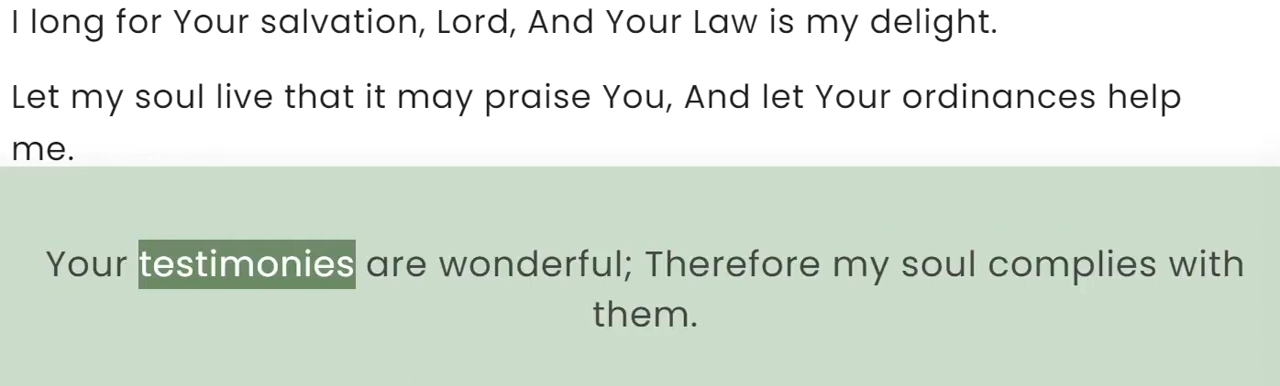 I long for Your salvation, Lord, And Your Law is my delight.
Let my soul live that it may praise You, And let Your ordinances help
me.
Your testimonies are wonderful; Therefore my soul complies with
them.